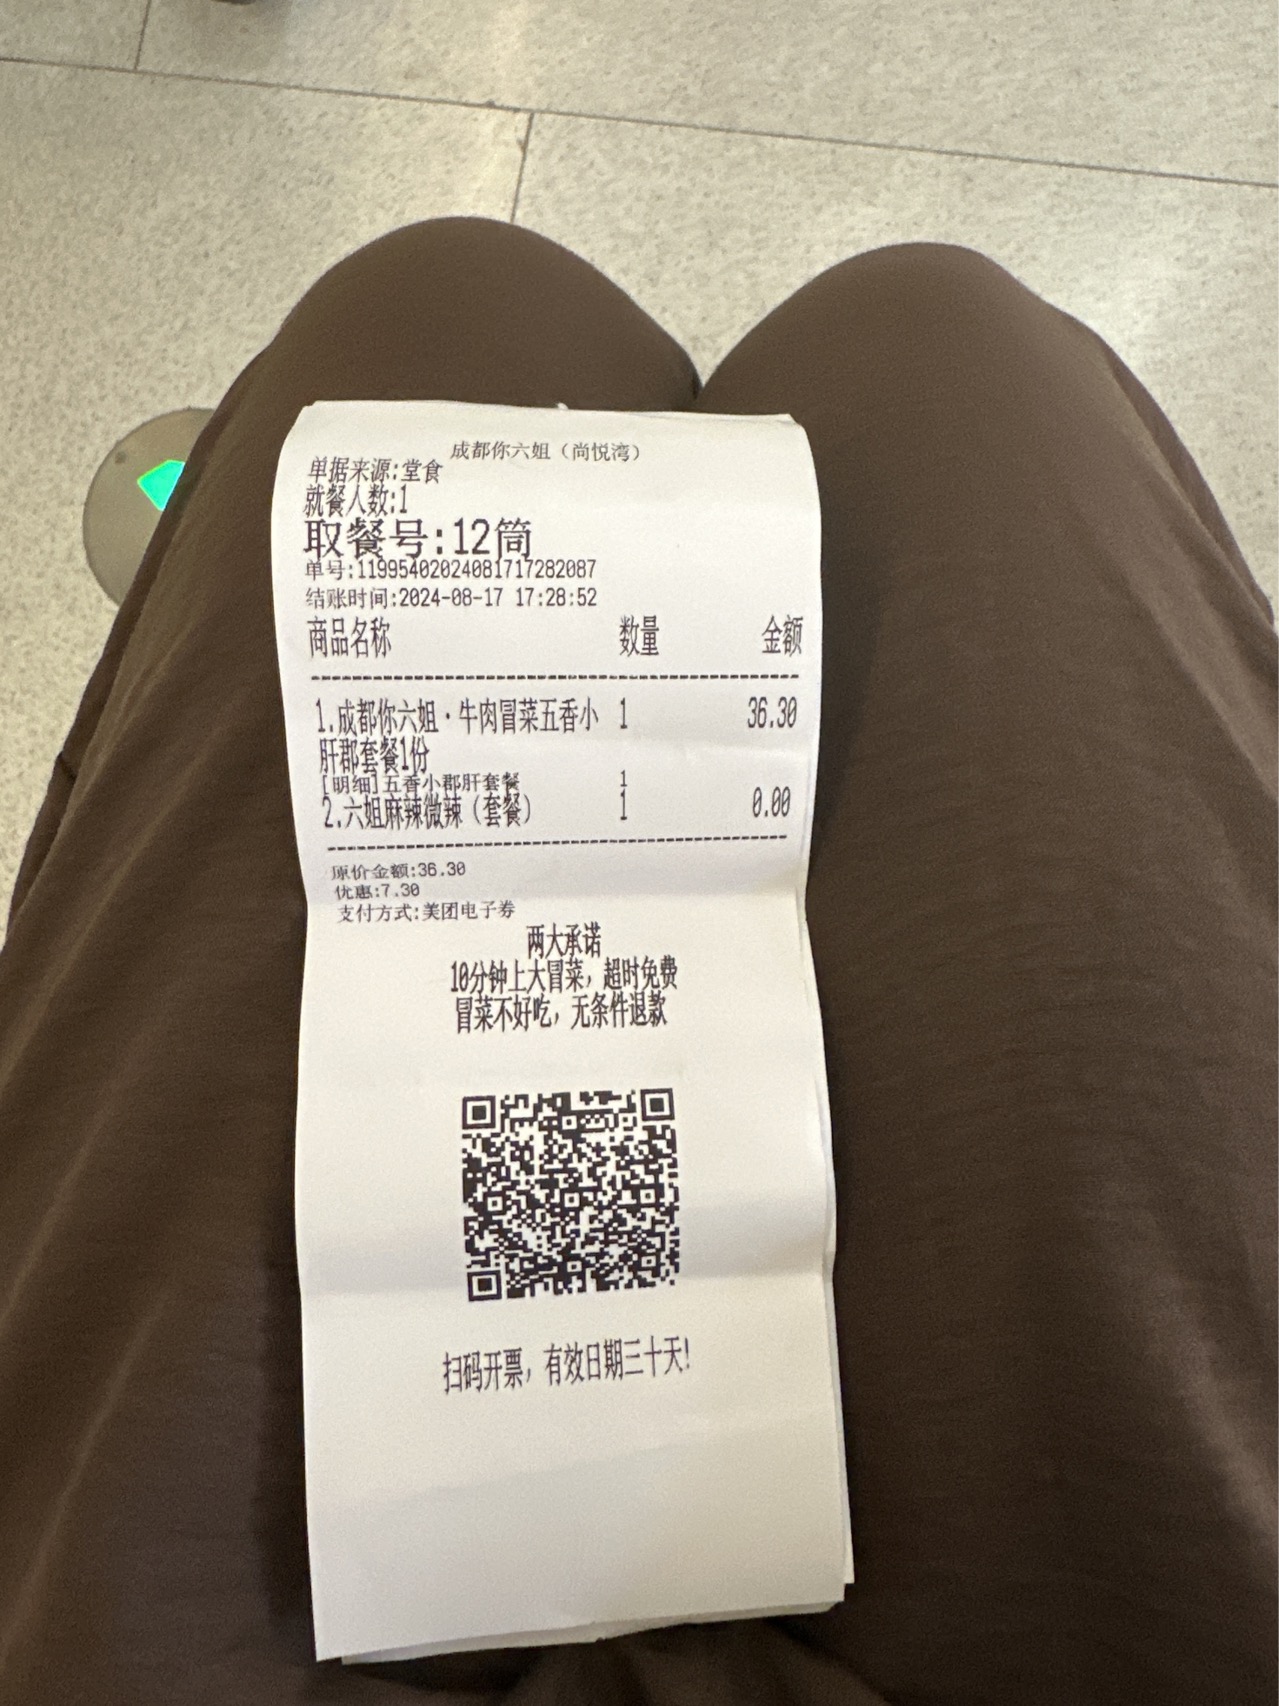 成都你六姐（尚悦湾）
单据来源:堂食
就餐人数:1
取餐号:12筒
单号:11995402024081717282087
结账时间:2024-08-17 17:28:52
商品名称 数量 金额
1.成都你六姐·牛肉冒菜五香小 1 36.30
肝郡套餐1份
[明细]五香小郡肝套餐 1
2.六姐麻辣微辣（套餐） 1 0.00
原价金额:36.30
优惠:7.30
支付方式:美团电子券
两大承诺
10分钟上大冒菜，超时免费
冒菜不好吃，无条件退款
扫码开票，有效日期三十天!